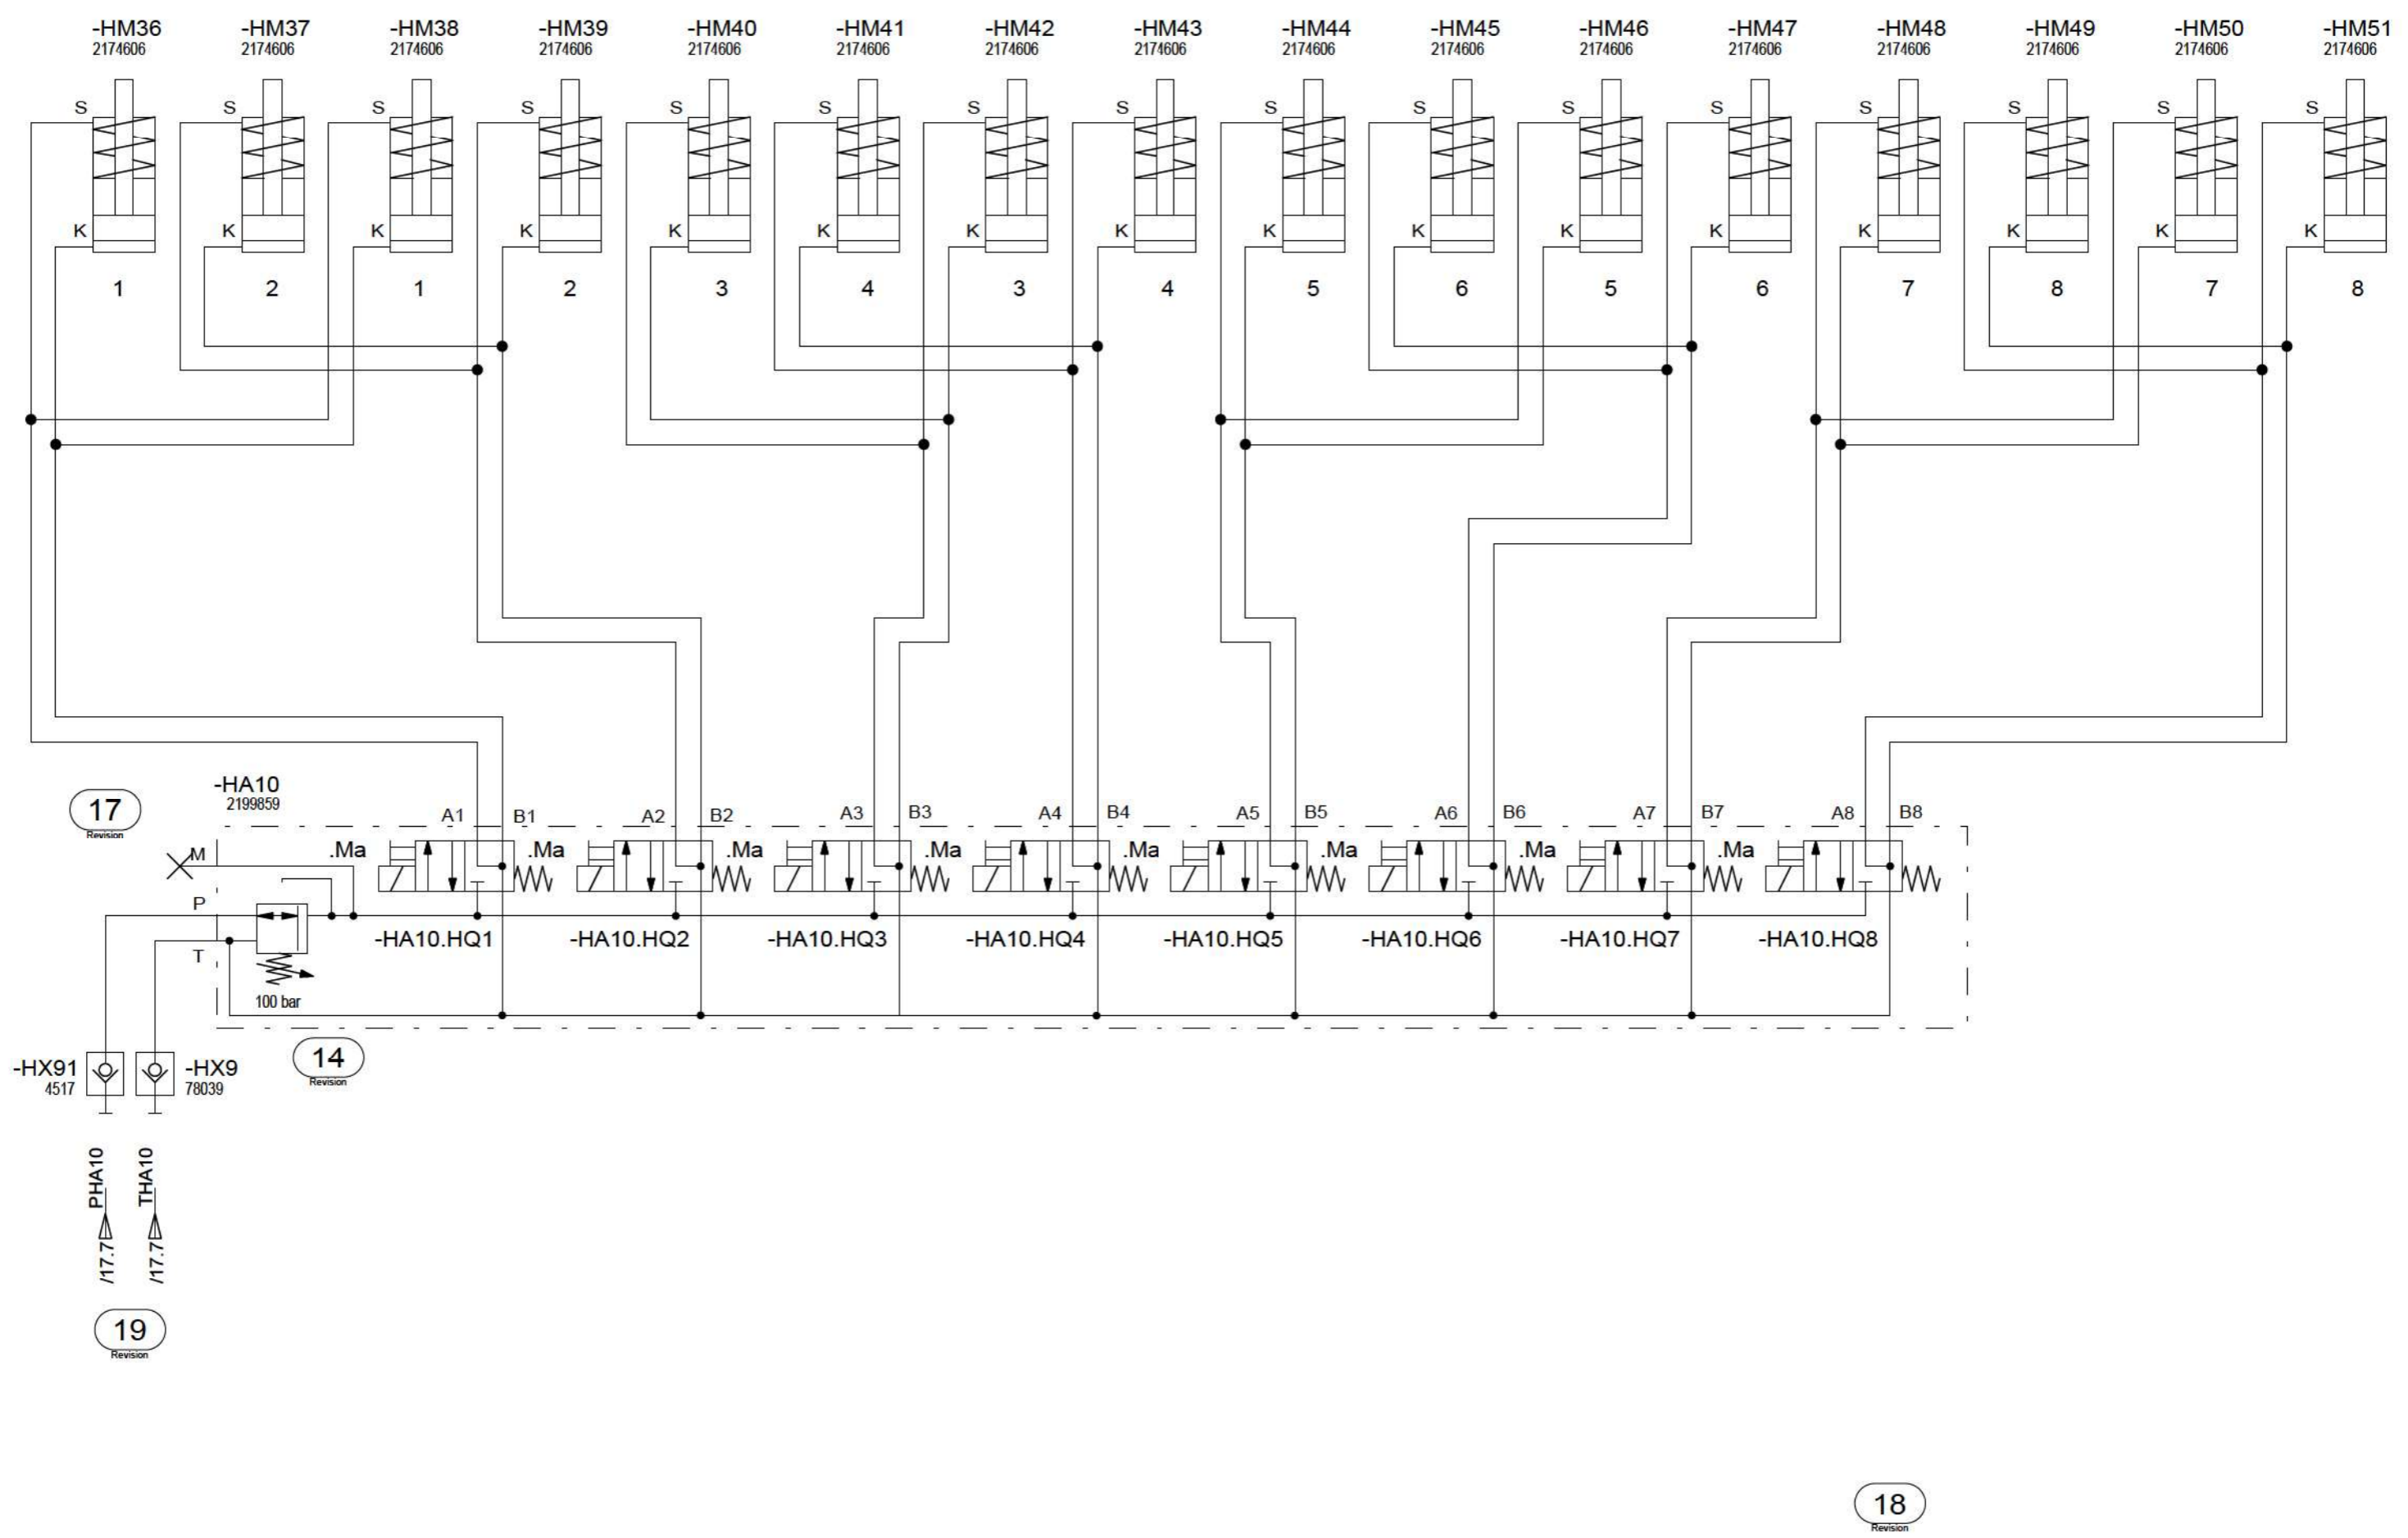 -HM36 -HM37 -HM38 -HM39 -HM40 -HM41 -HM42 -HM43 -HM44 -HM45 -HM46 -HM47 -HM48 -HM49 -HM50 -HM51
2174606 2174606 2174606 2174606 2174606 2174606 2174606 2174606 2174606 2174606 2174606 2174606 2174606 2174606 2174606 2174606
S S S S S S S S S S S S S S S S
K K K K K K K K K K K K K K K K
1 2 1 2 3 4 3 4 5 6 5 6 7 8 7 8
-HA10
2199859
17
Revision
A1 B1 A2 B2 A3 B3 A4 B4 A5 B5 A6 B6 A7 B7 A8 B8
M .Ma .Ma .Ma .Ma .Ma .Ma .Ma .Ma
P
-HA10.HQ1 -HA10.HQ2 -HA10.HQ3 -HA10.HQ4 -HA10.HQ5 -HA10.HQ6 -HA10.HQ7 -HA10.HQ8
T
100 bar
14
Revision
-HX91 -HX9
4517 78039
PHA10 THA10
/17.7 /17.7
19
Revision
18
Revision